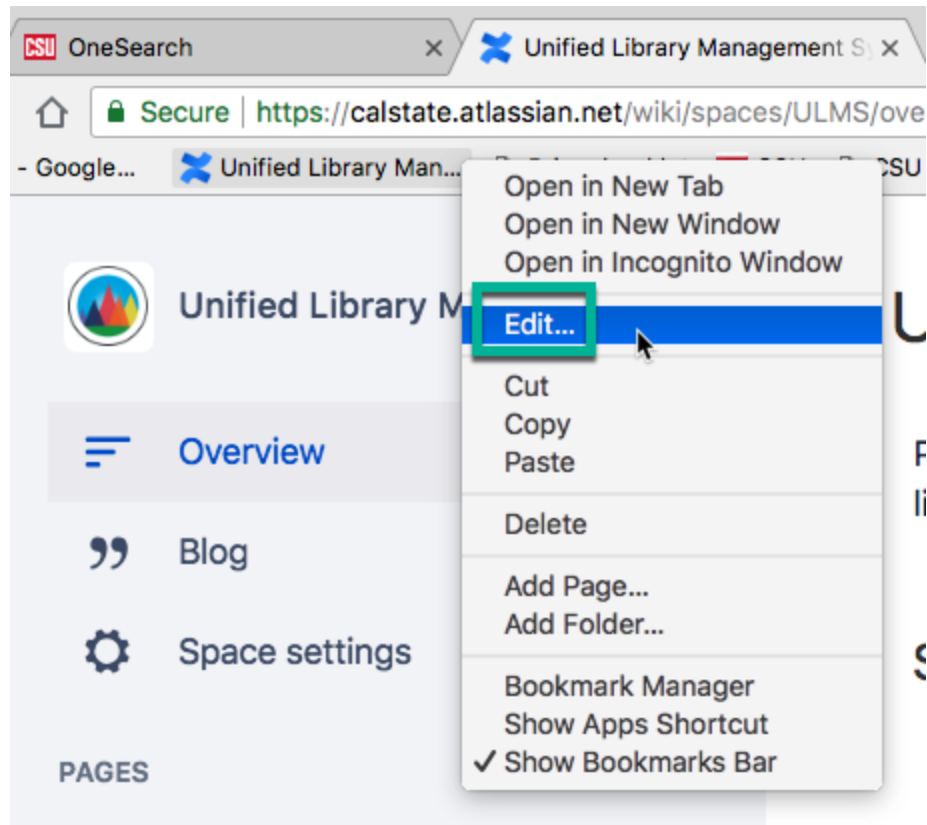 CSU OneSearch × Unified Library Management S ×
Secure https://calstate.atlassian.net/wiki/spaces/ULMS/ove
- Google... Unified Library Man... CSU
Open in New Tab
Open in New Window
Open in Incognito Window
Unified Library M
Edit...
Cut
Copy
Paste
Overview
Delete
Blog
Add Page...
Add Folder...
Space settings
Bookmark Manager
Show Apps Shortcut
✓ Show Bookmarks Bar
PAGES